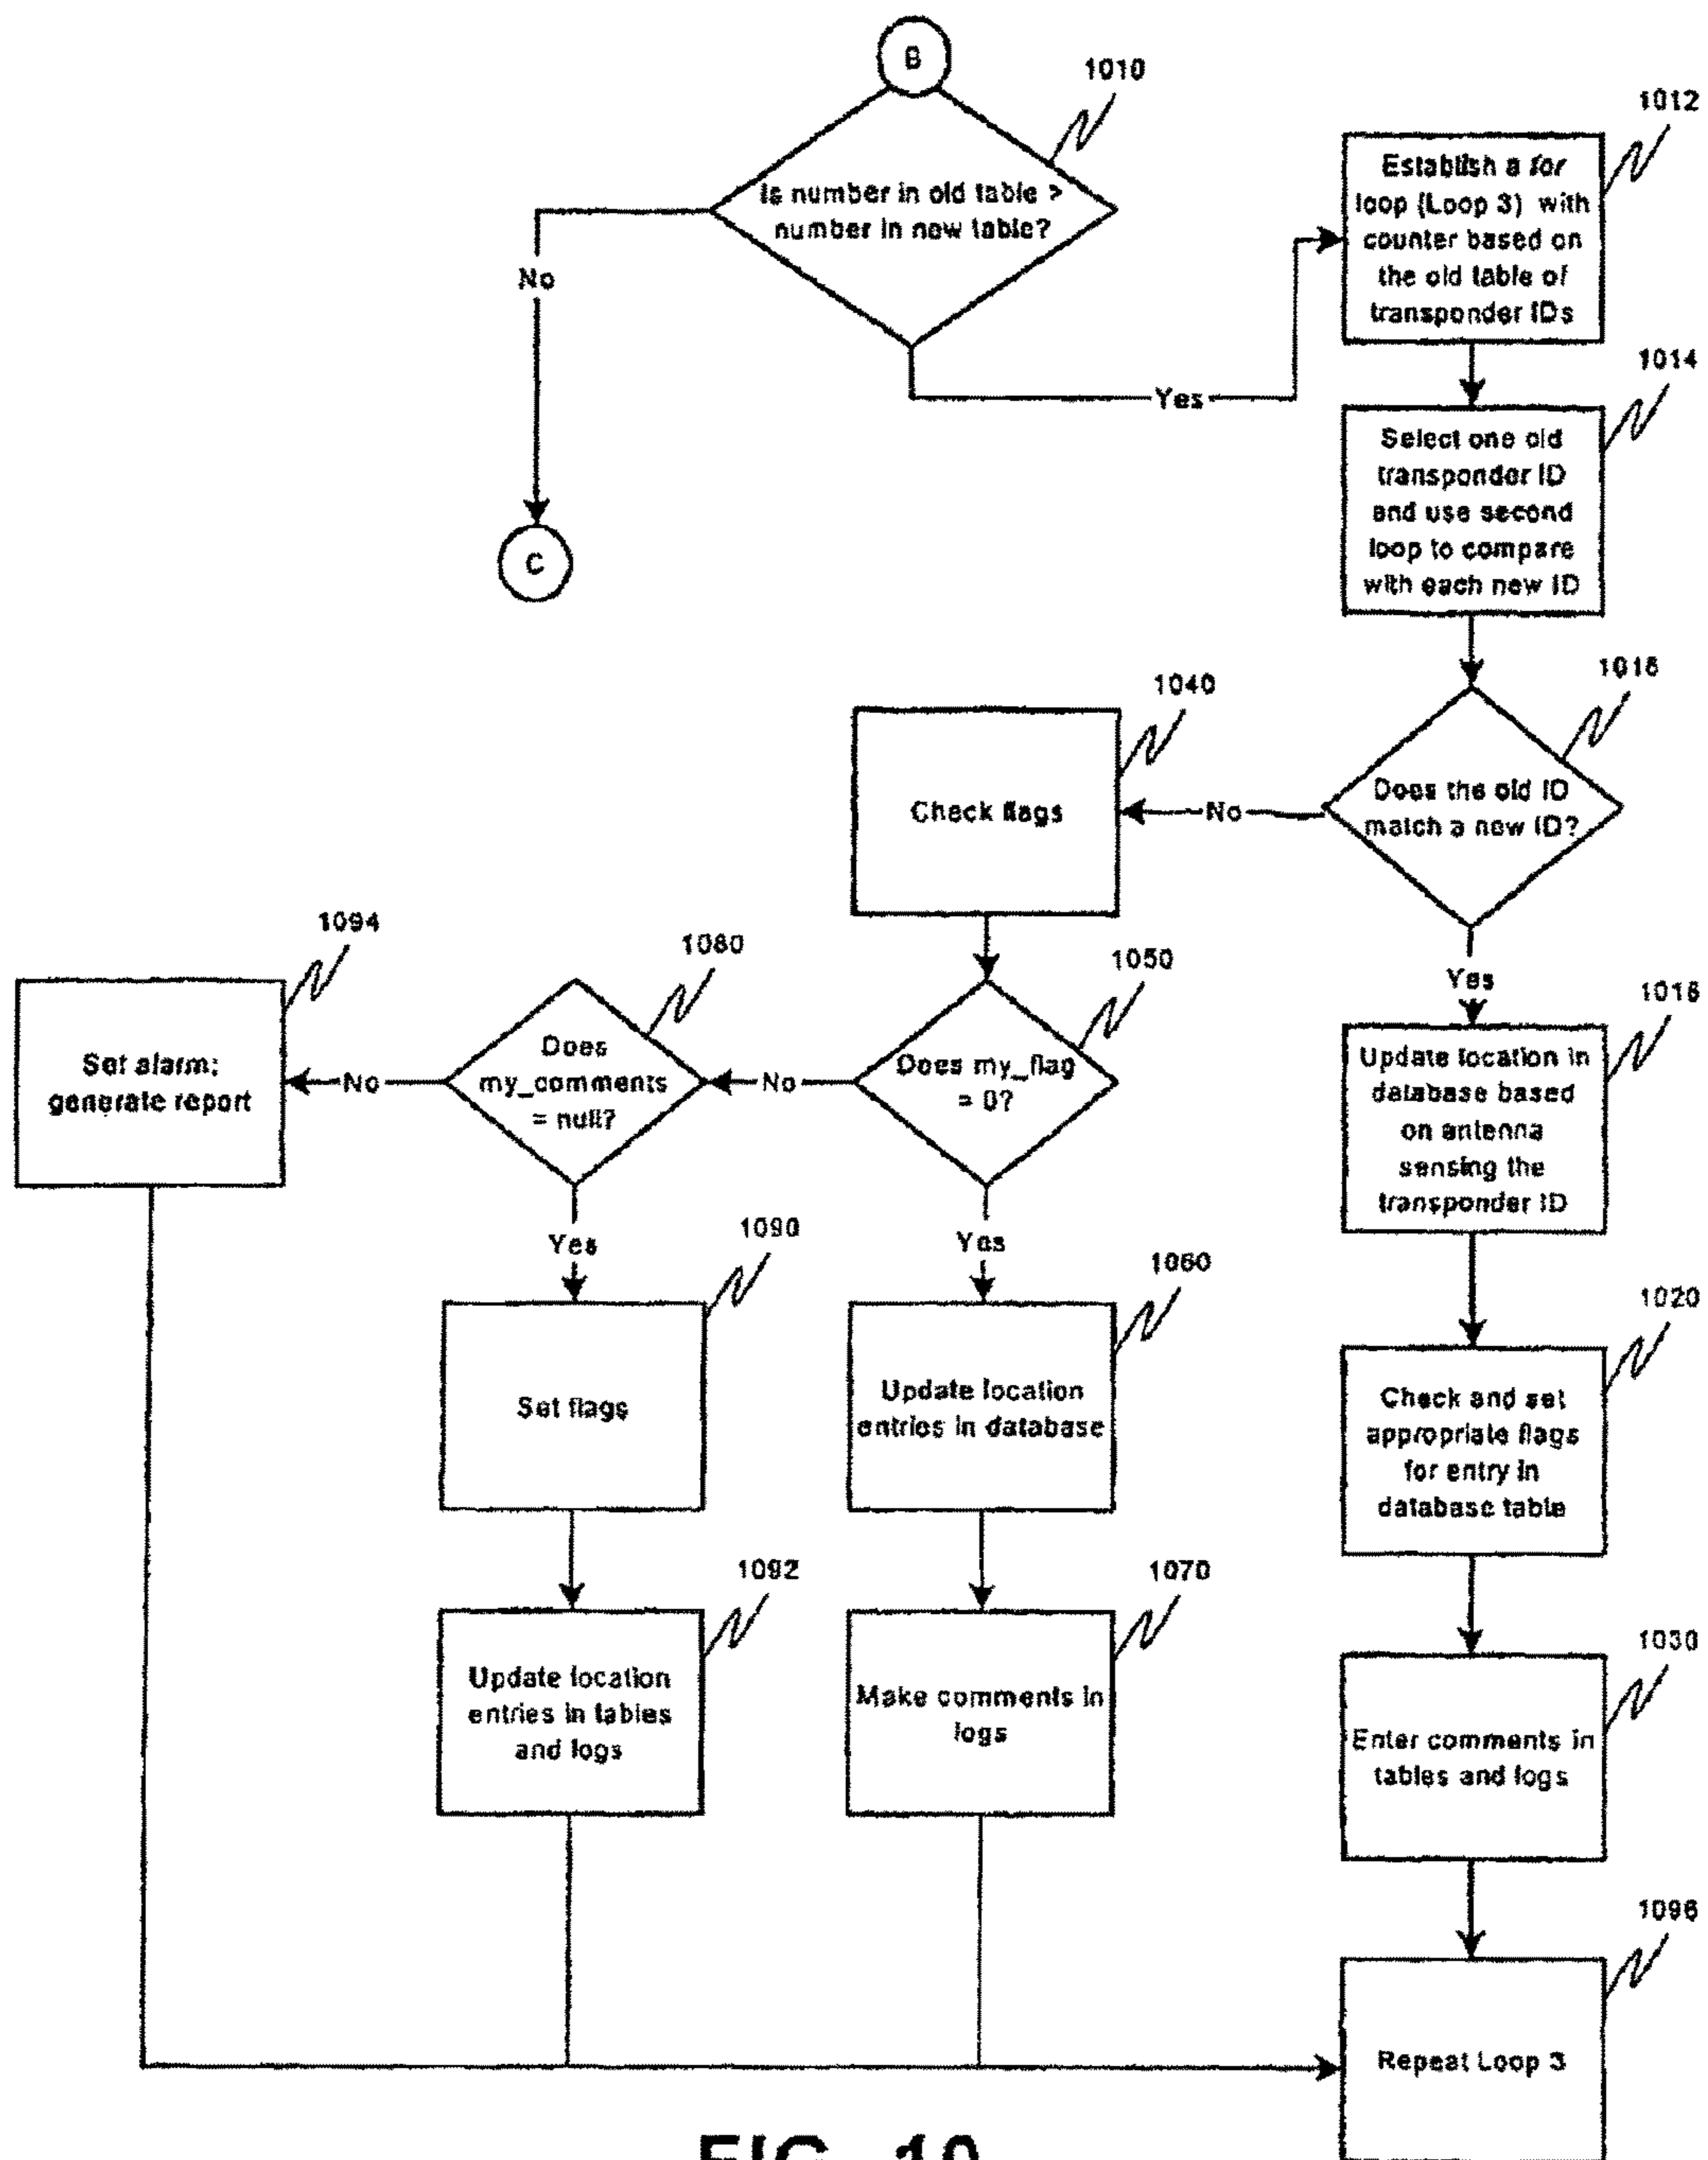 B
1010
Is number in old table >
number in new table?
No
Yes
C
1012
Establish a for
loop (Loop 3) with
counter based on
the old table of
transponder IDs
1014
Select one old
transponder ID
and use second
loop to compare
with each new ID
1016
Does the old ID
match a new ID?
No
Yes
1040
Check flags
1050
Does my_flag
= 0?
No
Yes
1080
Does
my_comments
= null?
No
Yes
1094
Set alarm;
generate report
1018
Update location in
database based
on antenna
sensing the
transponder ID
1090
Set flags
1060
Update location
entries in database
1020
Check and set
appropriate flags
for entry in
database table
1092
Update location
entries in tables
and logs
1070
Make comments in
logs
1030
Enter comments in
tables and logs
1096
Repeat Loop 3
FIG. 10